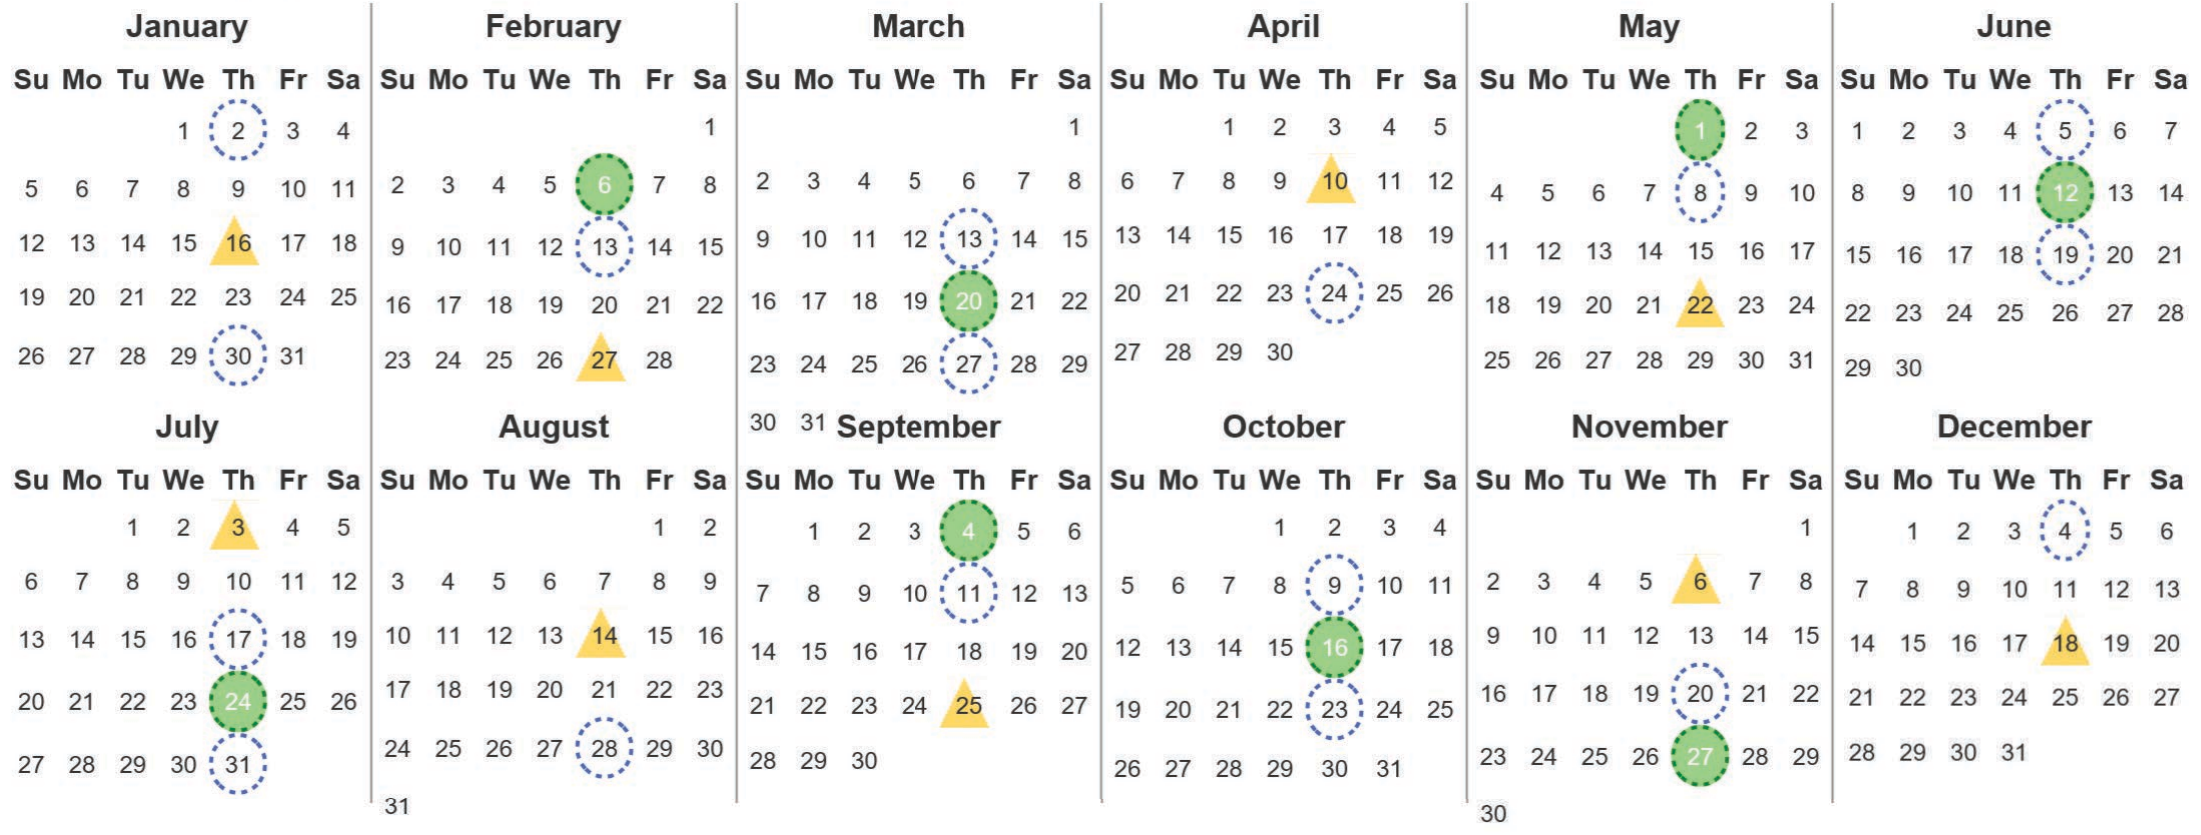 January
Su Mo Tu We Th Fr Sa
1 2 3 4
5 6 7 8 9 10 11
12 13 14 15 16 17 18
19 20 21 22 23 24 25
26 27 28 29 30 31
February
Su Mo Tu We Th Fr Sa
1
2 3 4 5 6 7 8
9 10 11 12 13 14 15
16 17 18 19 20 21 22
23 24 25 26 27 28
March
Su Mo Tu We Th Fr Sa
1
2 3 4 5 6 7 8
9 10 11 12 13 14 15
16 17 18 19 20 21 22
23 24 25 26 27 28 29
30 31
April
Su Mo Tu We Th Fr Sa
1 2 3 4 5
6 7 8 9 10 11 12
13 14 15 16 17 18 19
20 21 22 23 24 25 26
27 28 29 30
May
Su Mo Tu We Th Fr Sa
1 2 3
4 5 6 7 8 9 10
11 12 13 14 15 16 17
18 19 20 21 22 23 24
25 26 27 28 29 30 31
June
Su Mo Tu We Th Fr Sa
1 2 3 4 5 6 7
8 9 10 11 12 13 14
15 16 17 18 19 20 21
22 23 24 25 26 27 28
29 30
July
Su Mo Tu We Th Fr Sa
1 2 3 4 5
6 7 8 9 10 11 12
13 14 15 16 17 18 19
20 21 22 23 24 25 26
27 28 29 30 31
August
Su Mo Tu We Th Fr Sa
1 2
3 4 5 6 7 8 9
10 11 12 13 14 15 16
17 18 19 20 21 22 23
24 25 26 27 28 29 30
31
September
Su Mo Tu We Th Fr Sa
1 2 3 4 5 6
7 8 9 10 11 12 13
14 15 16 17 18 19 20
21 22 23 24 25 26 27
28 29 30
October
Su Mo Tu We Th Fr Sa
1 2 3 4
5 6 7 8 9 10 11
12 13 14 15 16 17 18
19 20 21 22 23 24 25
26 27 28 29 30 31
November
Su Mo Tu We Th Fr Sa
1
2 3 4 5 6 7 8
9 10 11 12 13 14 15
16 17 18 19 20 21 22
23 24 25 26 27 28 29
30
December
Su Mo Tu We Th Fr Sa
1 2 3 4 5 6
7 8 9 10 11 12 13
14 15 16 17 18 19 20
21 22 23 24 25 26 27
28 29 30 31